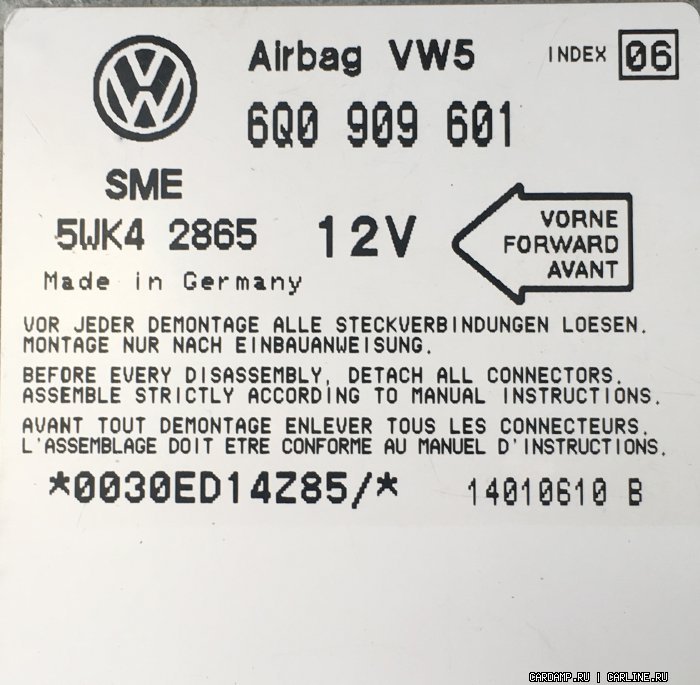 Airbag VW5 INDEX 06
6Q0 909 601
SME
5WK4 2865 12V
VORNE
FORWARD
AVANT
Made in Germany
VOR JEDER DEMONTAGE ALLE STECKVERBINDUNGEN LOESEN.
MONTAGE NUR NACH EINBAUANWEISUNG.
BEFORE EVERY DISASSEMBLY, DETACH ALL CONNECTORS.
ASSEMBLE STRICTLY ACCORDING TO MANUAL INSTRUCTIONS.
AVANT TOUT DEMONTAGE ENLEVER TOUS LES CONNECTEURS.
L'ASSEMBLAGE DOIT ETRE CONFORME AU MANUEL D'INSTRUCTIONS.
*0030ED14Z85/* 14010610 B
CARDAMP.RU | CARLINE.RU